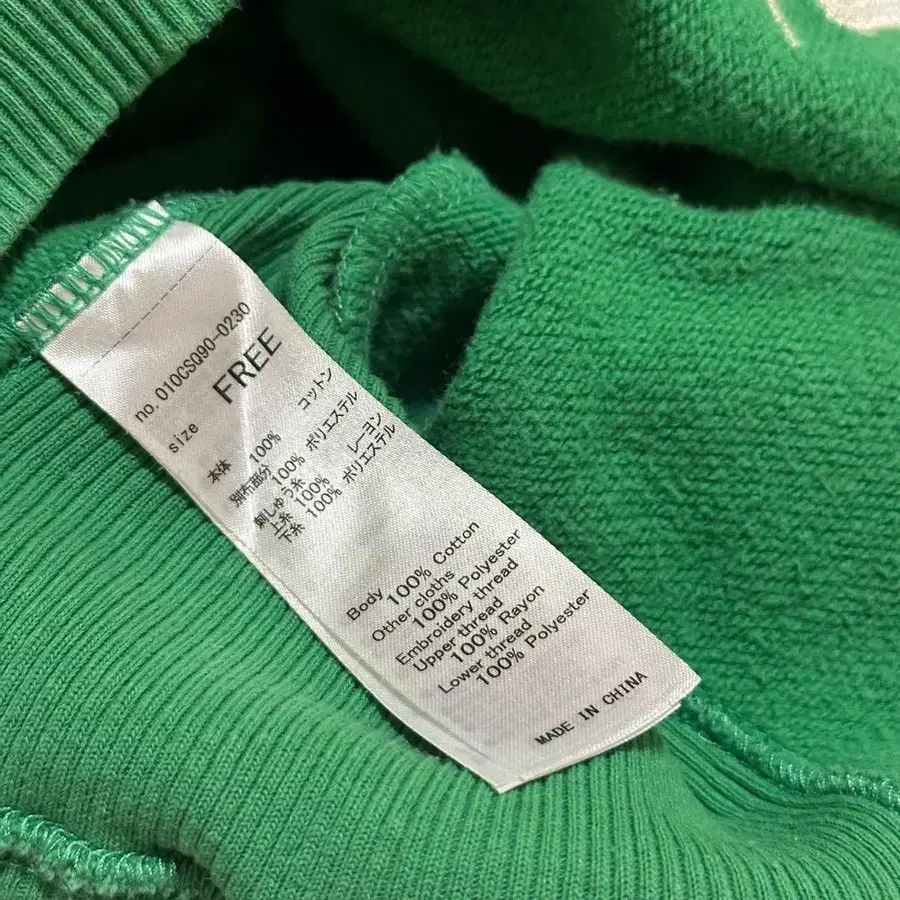 no. 010CSQ90-0230
size FREE
本体 100% コットン
別布部分
100% ポリエステル
刺しゅう糸
上糸 100% レーヨン
下糸 100% ポリエステル
Body
100% Cotton
Other cloths
100% Polyester
Embroidery thread
Upper thread
100% Rayon
Lower thread
100% Polyester
MADE IN CHINA